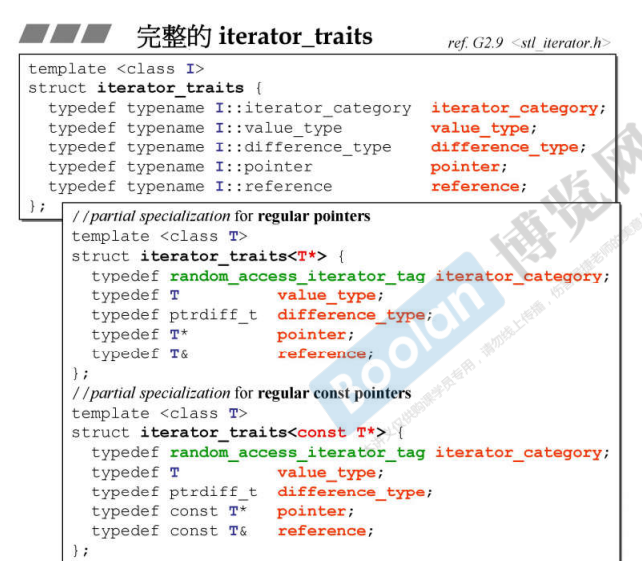 完整的 iterator_traits
ref. G2.9 <stl_iterator.h>
template <class I>
struct iterator_traits {
typedef typename I::iterator_category iterator_category;
typedef typename I::value_type value_type;
typedef typename I::difference_type difference_type;
typedef typename I::pointer pointer;
typedef typename I::reference reference;
};
//partial specialization for regular pointers
template <class T>
struct iterator_traits<T*> {
typedef random_access_iterator_tag iterator_category;
typedef T value_type;
typedef ptrdiff_t difference_type;
typedef T* pointer;
typedef T& reference;
};
//partial specialization for regular const pointers
template <class T>
struct iterator_traits<const T*> {
typedef random_access_iterator_tag iterator_category;
typedef T value_type;
typedef ptrdiff_t difference_type;
typedef const T* pointer;
typedef const T& reference;
};
Boolan 博览网